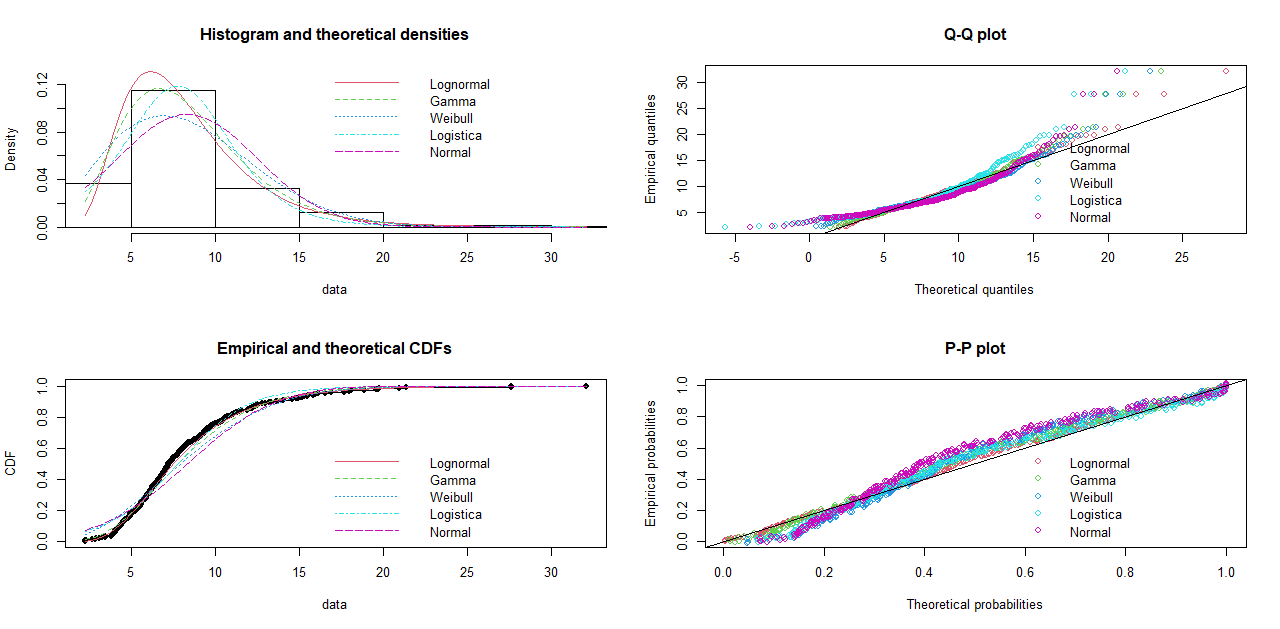 Histogram and theoretical densities
Density
0.00 0.04 0.08 0.12
Lognormal
Gamma
Weibull
Logistica
Normal
5 10 15 20 25 30
data
Q-Q plot
Empirical quantiles
5 10 15 20 25 30
Lognormal
Gamma
Weibull
Logistica
Normal
-5 0 5 10 15 20 25
Theoretical quantiles
Empirical and theoretical CDFs
CDF
0.0 0.2 0.4 0.6 0.8 1.0
Lognormal
Gamma
Weibull
Logistica
Normal
5 10 15 20 25 30
data
P-P plot
Empirical probabilities
0.0 0.2 0.4 0.6 0.8 1.0
Lognormal
Gamma
Weibull
Logistica
Normal
0.0 0.2 0.4 0.6 0.8 1.0
Theoretical probabilities